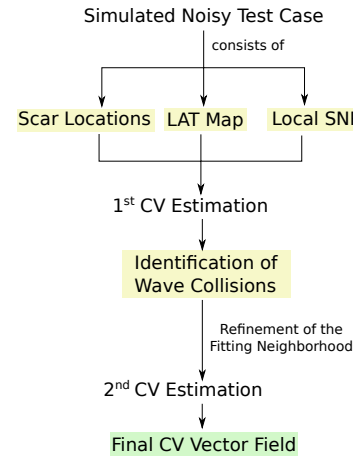 Simulated Noisy Test Case
consists of
Scar Locations LAT Map Local SN
1st CV Estimation
Identification of
Wave Collisions
Refinement of the
Fitting Neighborhood
2nd CV Estimation
Final CV Vector Field